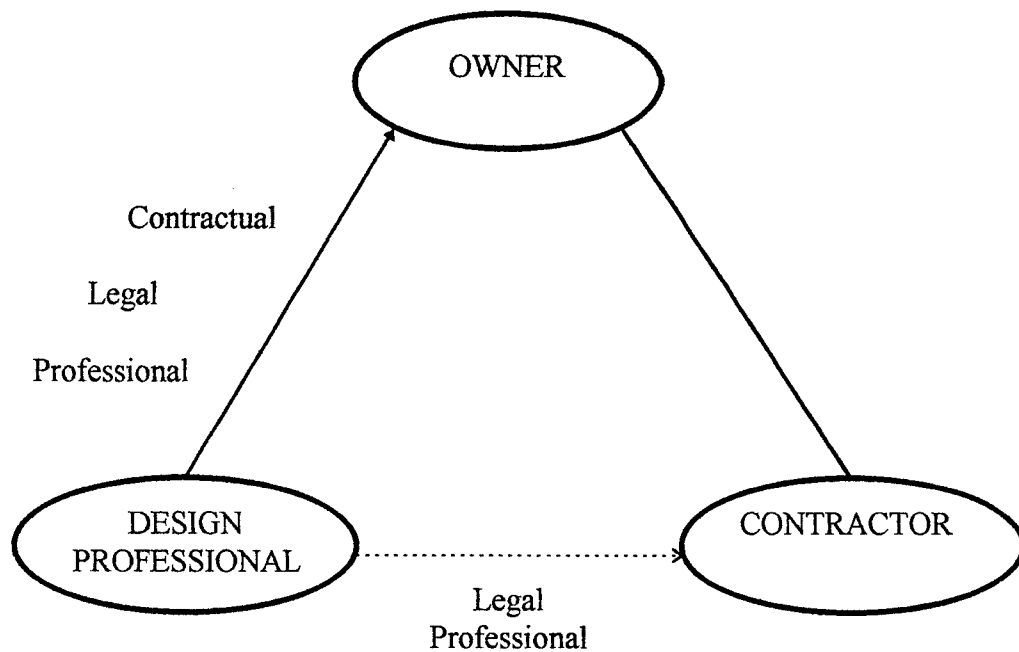 OWNER
Contractual
Legal
Professional
DESIGN
PROFESSIONAL
CONTRACTOR
Legal
Professional